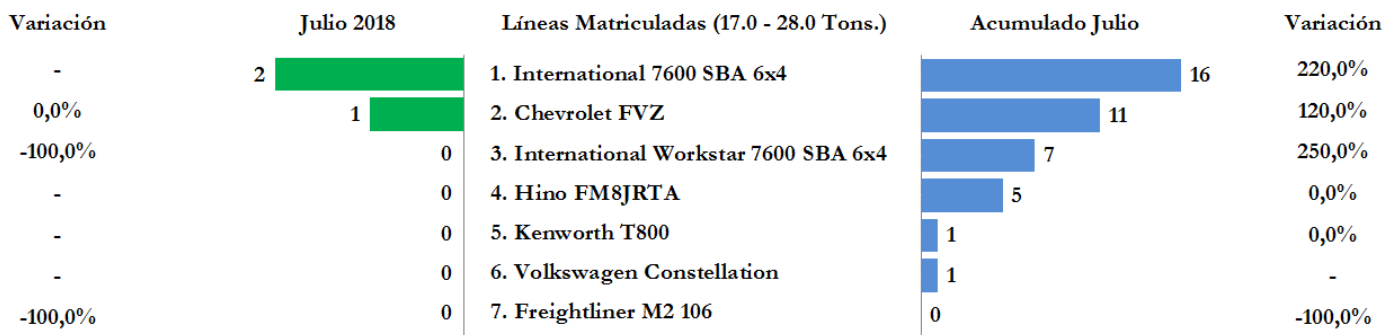 Variación Julio 2018 Líneas Matriculadas (17.0 - 28.0 Tons.) Acumulado Julio Variación
- 2 1. International 7600 SBA 6x4 16 220,0%
0,0% 1 2. Chevrolet FVZ 11 120,0%
-100,0% 0 3. International Workstar 7600 SBA 6x4 7 250,0%
- 0 4. Hino FM8JRTA 5 0,0%
- 0 5. Kenworth T800 1 0,0%
- 0 6. Volkswagen Constellation 1 -
-100,0% 0 7. Freightliner M2 106 0 -100,0%